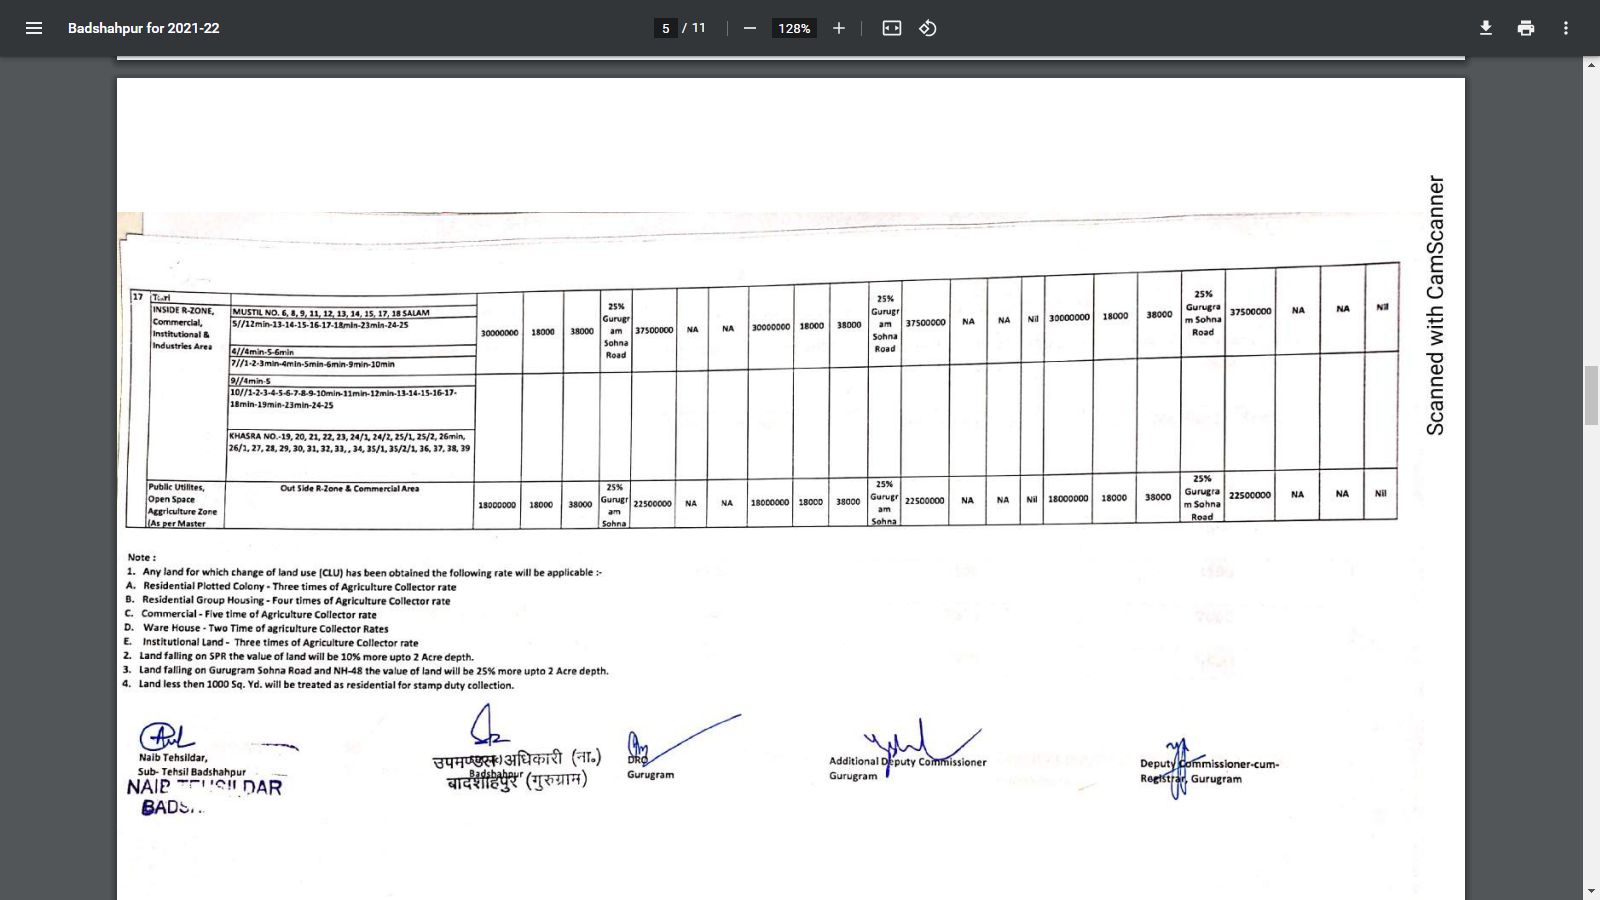 Badshahpur for 2021-22
5 / 11
128%
Scanned with CamScanner
17
INSIDE R-ZONE,
Commercial,
Institutional &
Industries Area
MUSTIL NO. 6, 8, 9, 11, 12, 13, 14, 15, 17, 18 SALAM
5//12min-13-14-15-16-17-18min-23min-24-25
4//4min-5-6min
7//1-2-3min-4min-5min-6min-9min-10min
9//4min-5
10//1-2-3-4-5-6-7-8-9-10min-11min-12min-13-14-15-16-17-
18min-19min-23min-24-25
KHASRA NO.-19, 20, 21, 22, 23, 24/1, 24/2, 25/1, 25/2, 26min,
26/1, 27, 28, 29, 30, 31, 32, 33, , 34, 35/1, 35/2/1, 36, 37, 38, 39
30000000 18000 38000
25%
Gurugr
am
Sohna
Road
37500000 NA NA 30000000 18000 38000
25%
Gurugr
am
Sohna
Road
37500000 NA NA Nil 30000000 18000 38000
25%
Gurugra
m Sohna
Road
37500000 NA NA Nil
Public Utilites,
Open Space
Aggriculture Zone
(As per Master
Out Side R-Zone & Commercial Area
18000000 18000 38000
25%
Gurugr
am
Sohna
22500000 NA NA 18000000 18000 38000
25%
Gurugr
am
Sohna
22500000 NA NA Nil 18000000 18000 38000
25%
Gurugra
m Sohna
Road
22500000 NA NA Nil
Note :
1. Any land for which change of land use (CLU) has been obtained the following rate will be applicable :-
A. Residential Plotted Colony - Three times of Agriculture Collector rate
B. Residential Group Housing - Four times of Agriculture Collector rate
C. Commercial - Five time of Agriculture Collector rate
D. Ware House - Two Time of agriculture Collector Rates
E. Institutional Land - Three times of Agriculture Collector rate
2. Land falling on SPR the value of land will be 10% more upto 2 Acre depth.
3. Land falling on Gurugram Sohna Road and NH-48 the value of land will be 25% more upto 2 Acre depth.
4. Land less then 1000 Sq. Yd. will be treated as residential for stamp duty collection.
Naib Tehsildar,
Sub- Tehsil Badshahpur
NAIB TEHSILDAR
उपमण्डल अधिकारी (ना०)
Badshahpur
बादशाहपुर (गुरुग्राम)
DRO
Gurugram
Additional Deputy Commissioner
Gurugram
Deputy Commissioner-cum-
Registrar, Gurugram